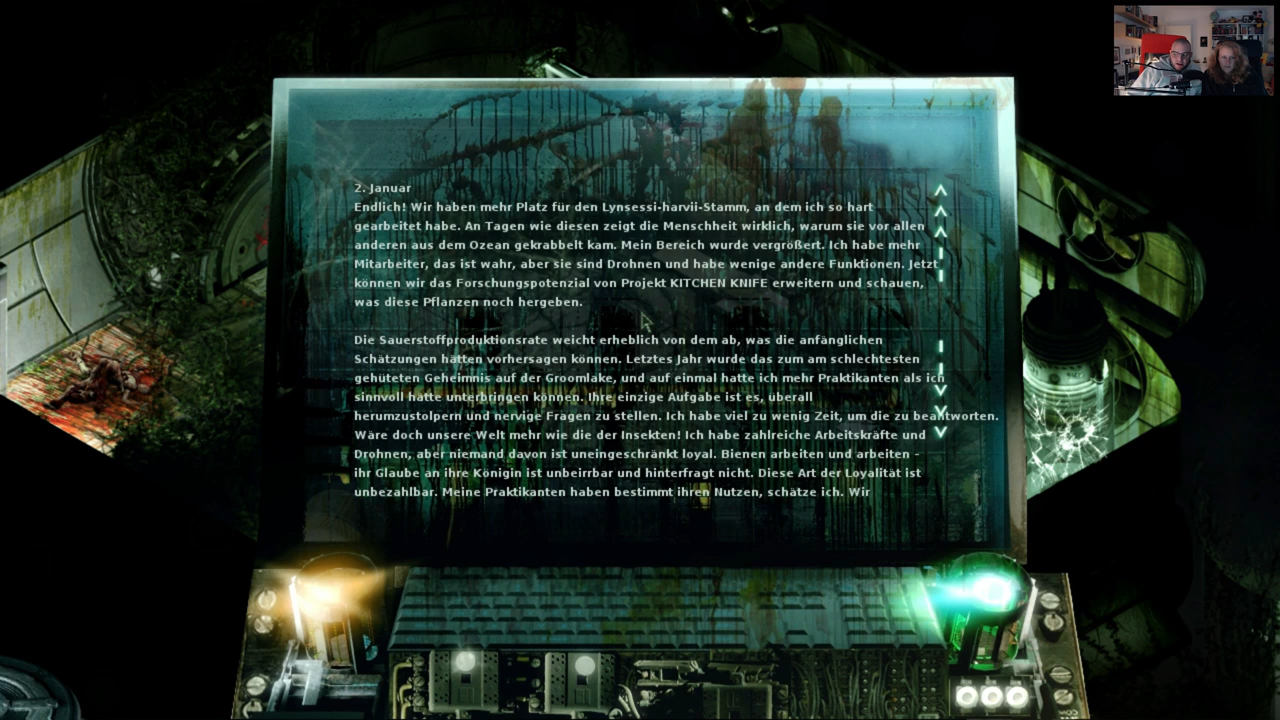 2. Januar
Endlich! Wir haben mehr Platz für den Lynsessi-harvii-Stamm, an dem ich so hart
gearbeitet habe. An Tagen wie diesen zeigt die Menschheit wirklich, warum sie vor allen
anderen aus dem Ozean gekrabbelt kam. Mein Bereich wurde vergrößert. Ich habe mehr
Mitarbeiter, das ist wahr, aber sie sind Drohnen und habe wenige andere Funktionen. Jetzt
können wir das Forschungspotenzial von Projekt KITCHEN KNIFE erweitern und schauen,
was diese Pflanzen noch hergeben.
Die Sauerstoffproduktionsrate weicht erheblich von dem ab, was die anfänglichen
Schätzungen hätten vorhersagen können. Letztes Jahr wurde das zum am schlechtesten
gehüteten Geheimnis auf der Groomlake, und auf einmal hatte ich mehr Praktikanten als ich
sinnvoll hätte unterbringen können. Ihre einzige Aufgabe ist es, überall
herumzustolpern und nervige Fragen zu stellen. Ich habe viel zu wenig Zeit, um die zu beantworten.
Wäre doch unsere Welt mehr wie die der Insekten! Ich habe zahlreiche Arbeitskräfte und
Drohnen, aber niemand davon ist uneingeschränkt loyal. Bienen arbeiten und arbeiten –
ihr Glaube an ihre Königin ist unbeirrbar und hinterfragt nicht. Diese Art der Loyalität ist
unbezahlbar. Meine Praktikanten haben bestimmt ihren Nutzen, schätze ich. Wir